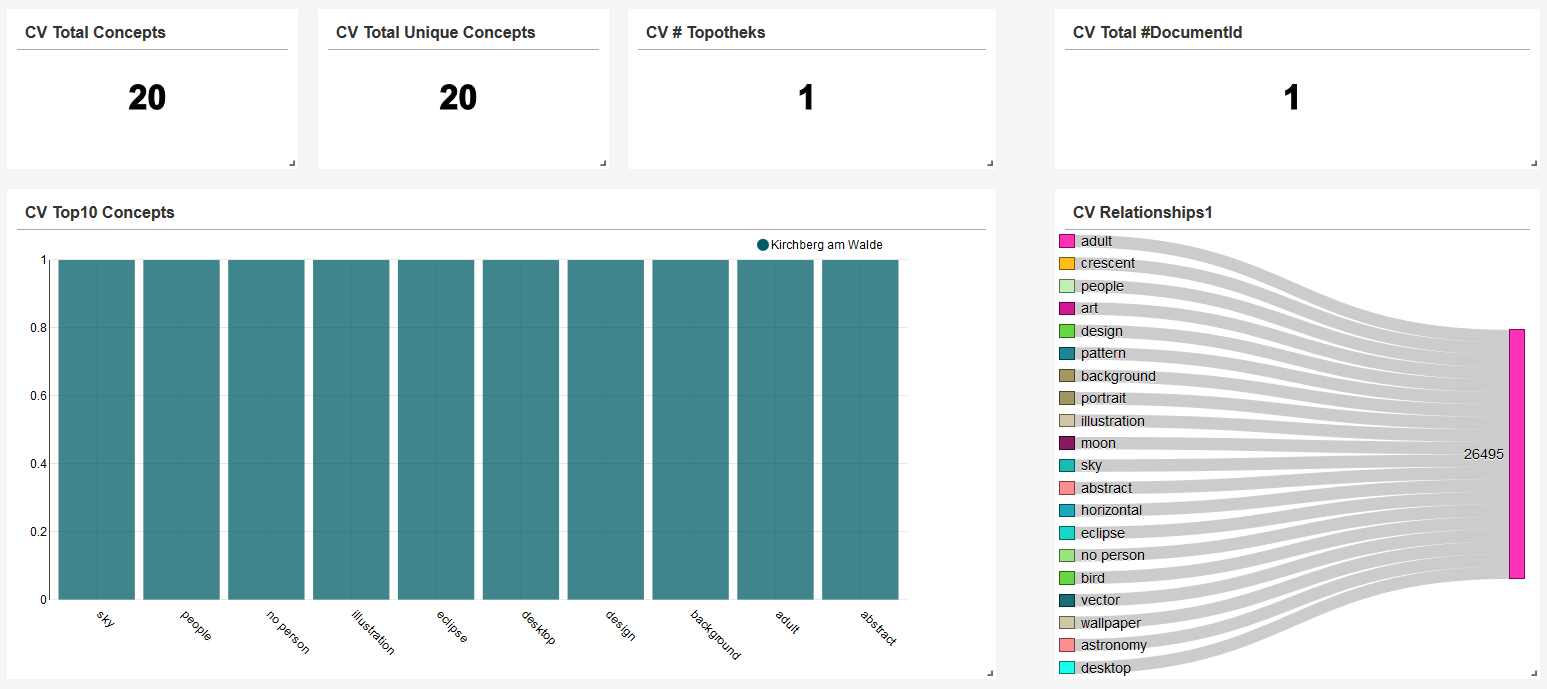 CV Total Concepts
20
CV Total Unique Concepts
20
CV # Topotheks
1
CV Total #DocumentId
1
CV Top10 Concepts
Kirchberg am Walde
1
0.8
0.6
0.4
0.2
0
sky
people
no person
illustration
eclipse
desktop
design
background
adult
abstract
CV Relationships1
adult
crescent
people
art
design
pattern
background
portrait
illustration
moon
sky
abstract
horizontal
eclipse
no person
bird
vector
wallpaper
astronomy
desktop
26495